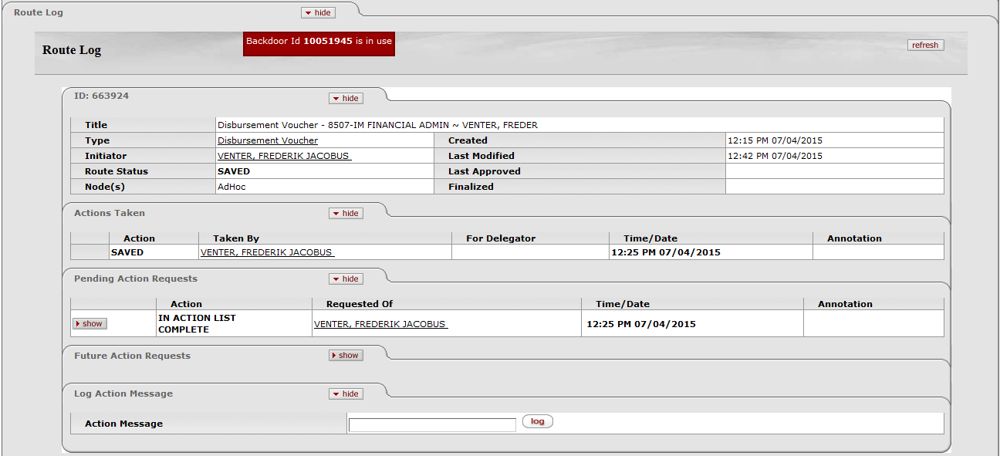 Route Log hide
Route Log Backdoor Id 10051945 is in use refresh
ID: 663924 hide
Title Disbursement Voucher - 8507-IM FINANCIAL ADMIN ~ VENTER, FREDER
Type Disbursement Voucher Created 12:15 PM 07/04/2015
Initiator VENTER, FREDERIK JACOBUS Last Modified 12:42 PM 07/04/2015
Route Status SAVED Last Approved
Node(s) AdHoc Finalized
Actions Taken hide
Action Taken By For Delegator Time/Date Annotation
SAVED VENTER, FREDERIK JACOBUS 12:25 PM 07/04/2015
Pending Action Requests hide
Action Requested Of Time/Date Annotation
show IN ACTION LIST
COMPLETE VENTER, FREDERIK JACOBUS 12:25 PM 07/04/2015
Future Action Requests show
Log Action Message hide
Action Message log